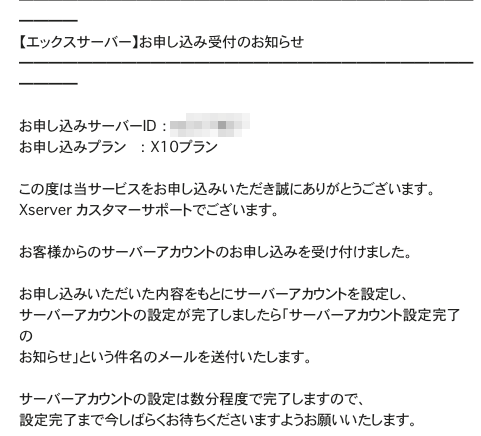 ━━━━
【エックスサーバー】お申し込み受付のお知らせ
━━━━━━━━━━━━━━━━━━━━━━━━━━━━━━━
━━━━
お申し込みサーバーID：
お申し込みプラン　：X10プラン
この度は当サービスをお申し込みいただき誠にありがとうございます。
Xserver カスタマーサポートでございます。
お客様からのサーバーアカウントのお申し込みを受け付けました。
お申し込みいただいた内容をもとにサーバーアカウントを設定し、
サーバーアカウントの設定が完了しましたら「サーバーアカウント設定完了
の
お知らせ」という件名のメールを送付いたします。
サーバーアカウントの設定は数分程度で完了しますので、
設定完了まで今しばらくお待ちくださいますようお願いいたします。